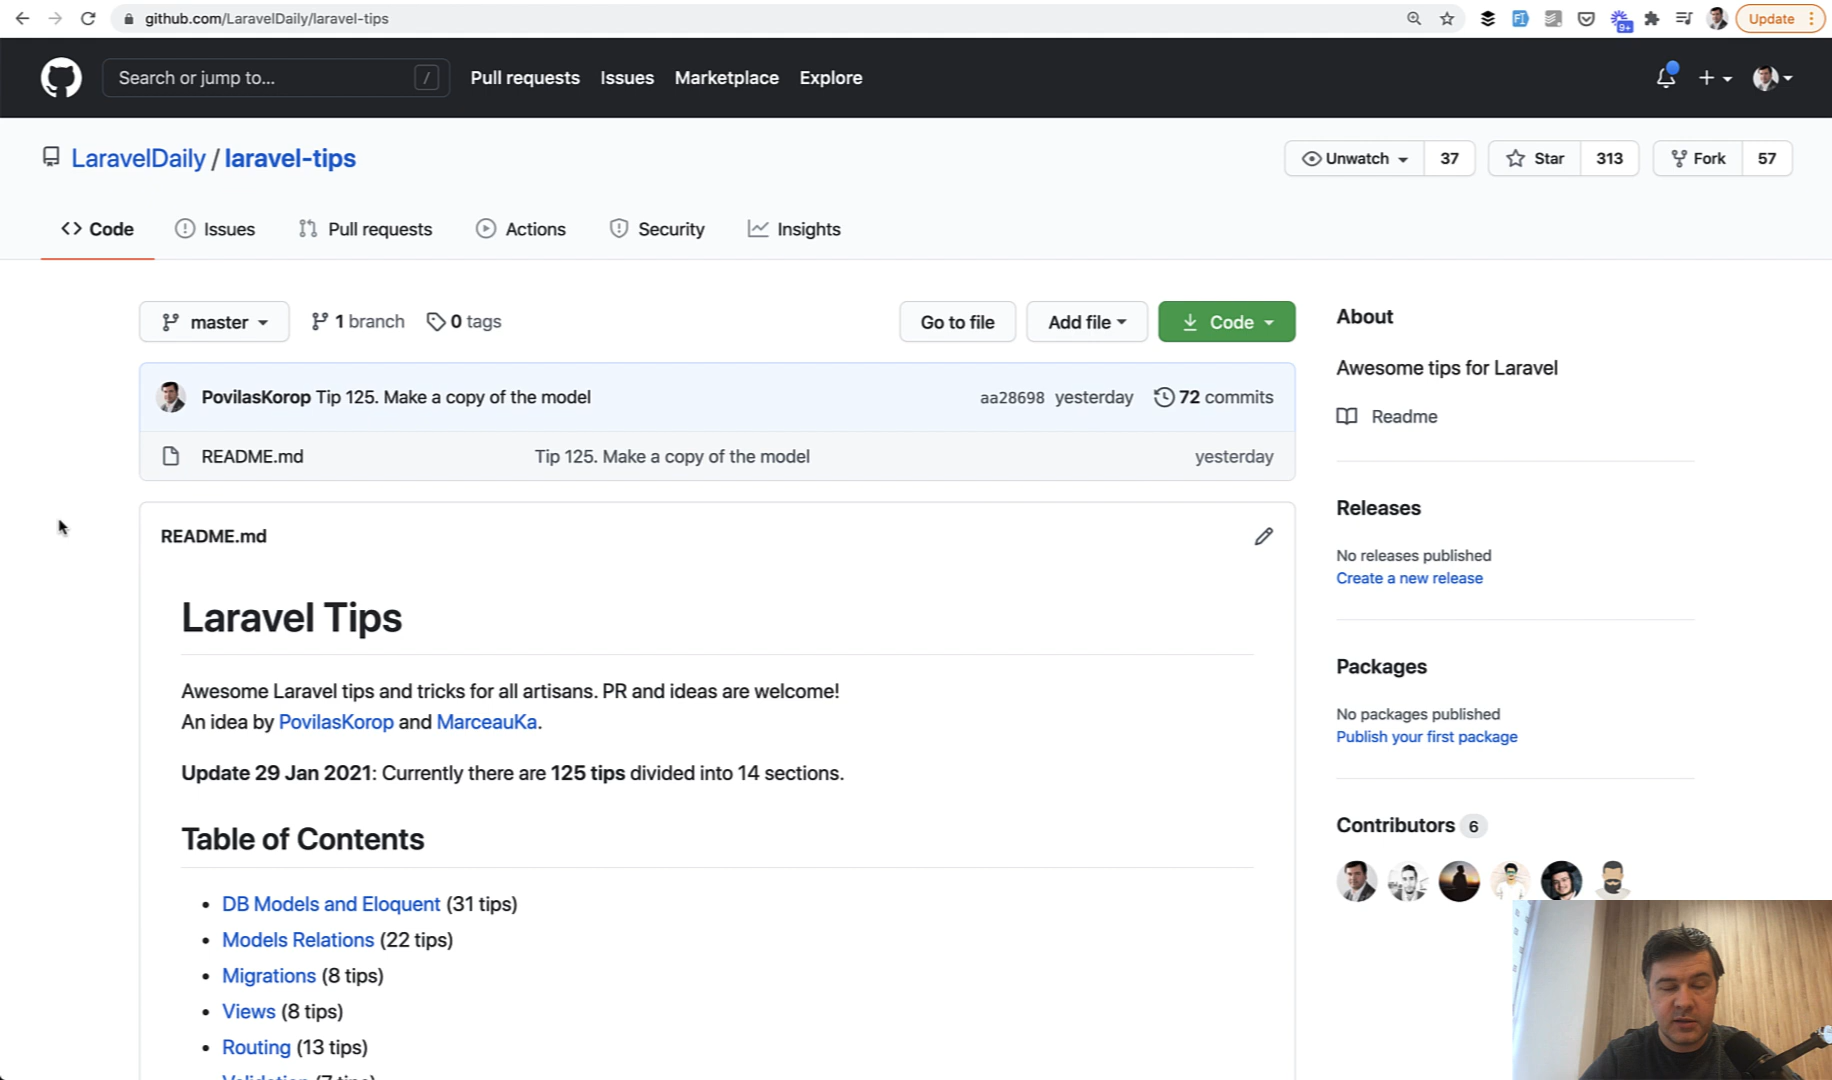 github.com/LaravelDaily/laravel-tips
9+
Update
Search or jump to...
/
Pull requests
Issues
Marketplace
Explore
LaravelDaily / laravel-tips
Unwatch 37
Star 313
Fork 57
Code
Issues
Pull requests
Actions
Security
Insights
master
1 branch
0 tags
Go to file
Add file
Code
PovilasKorop Tip 125. Make a copy of the model
aa28698 yesterday
72 commits
README.md
Tip 125. Make a copy of the model
yesterday
README.md
Laravel Tips
Awesome Laravel tips and tricks for all artisans. PR and ideas are welcome!
An idea by PovilasKorop and MarceauKa.
Update 29 Jan 2021: Currently there are 125 tips divided into 14 sections.
Table of Contents
DB Models and Eloquent (31 tips)
Models Relations (22 tips)
Migrations (8 tips)
Views (8 tips)
Routing (13 tips)
Validation (7 tips)
About
Awesome tips for Laravel
Readme
Releases
No releases published
Create a new release
Packages
No packages published
Publish your first package
Contributors 6